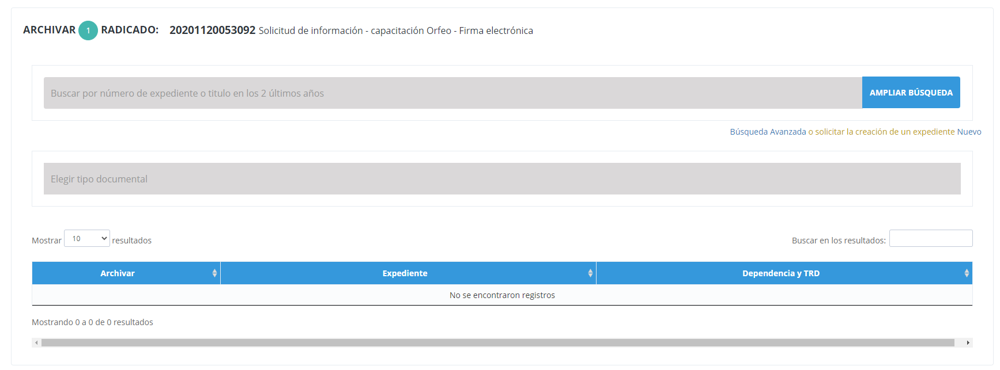 ARCHIVAR 1 RADICADO: 20201120053092 Solicitud de información - capacitación Orfeo - Firma electrónica
Buscar por número de expediente o titulo en los 2 últimos años AMPLIAR BÚSQUEDA
Búsqueda Avanzada o solicitar la creación de un expediente Nuevo
Elegir tipo documental
Mostrar 10 resultados Buscar en los resultados:
Archivar Expediente Dependencia y TRD
No se encontraron registros
Mostrando 0 a 0 de 0 resultados